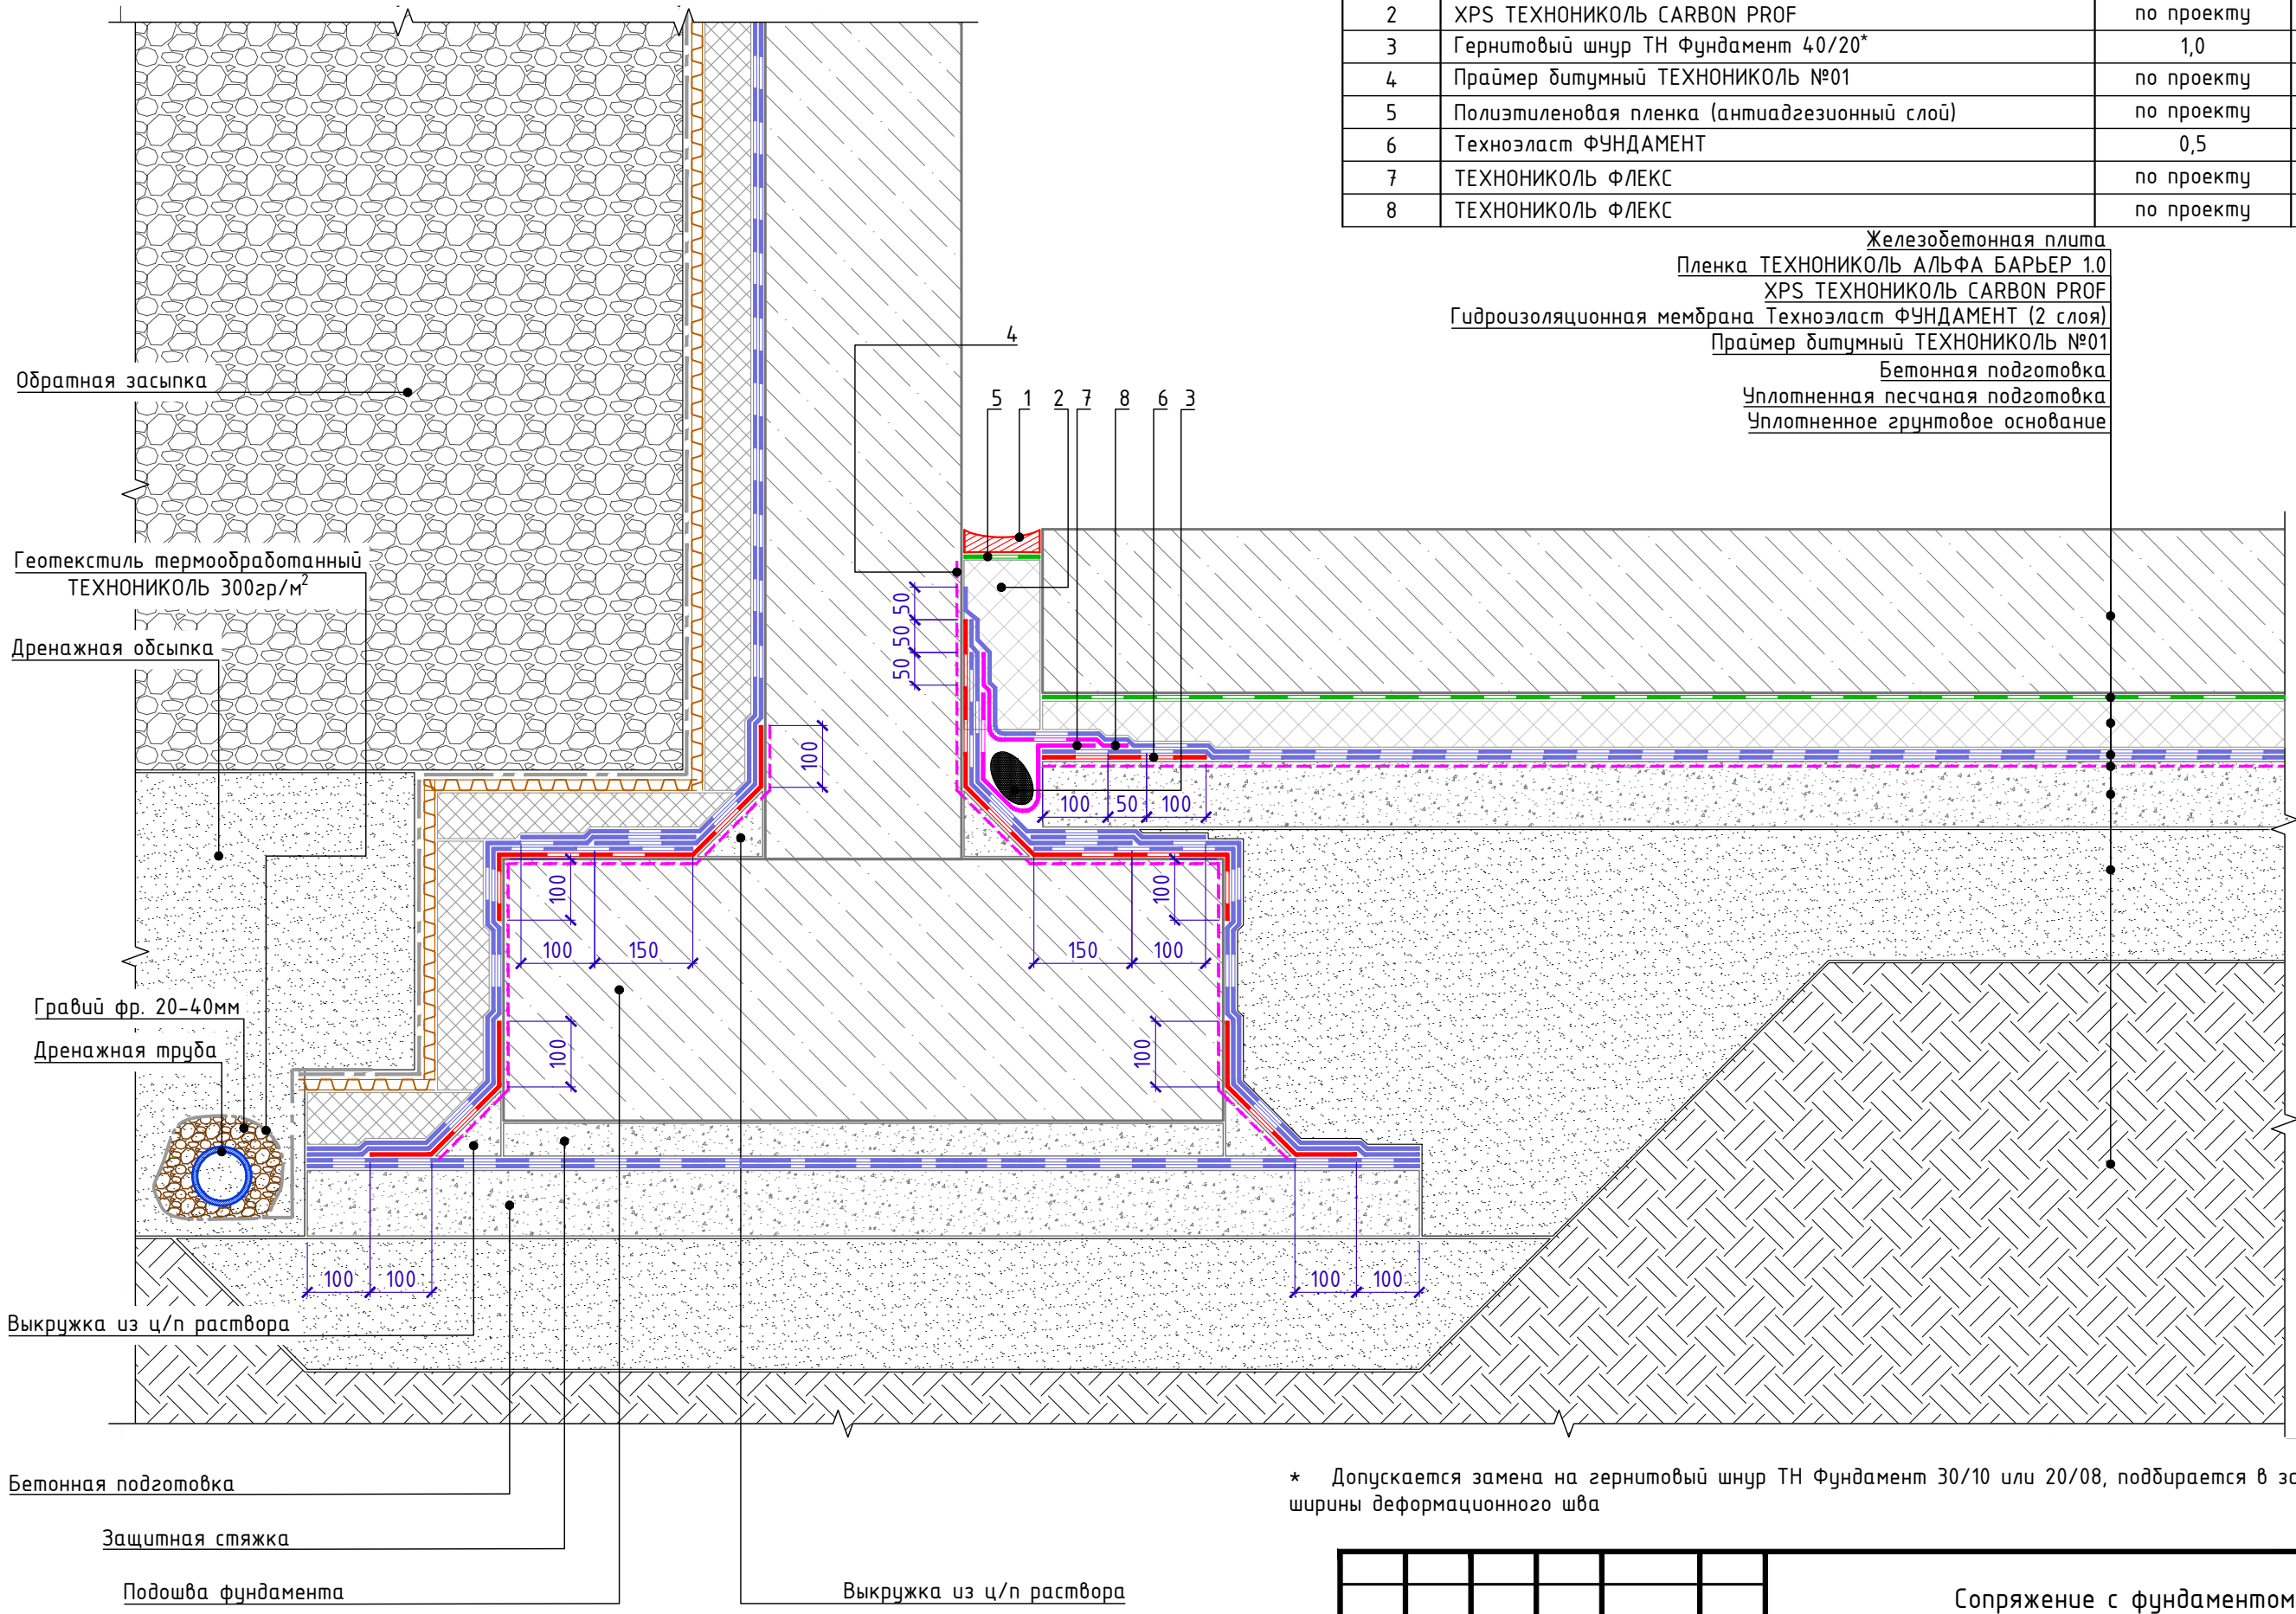 2 XPS ТЕХНОНИКОЛЬ CARBON PROF по проекту
3 Гернитовый шнур ТН Фундамент 40/20* 1,0
4 Праймер битумный ТЕХНОНИКОЛЬ №01 по проекту
5 Полиэтиленовая пленка (антиадгезионный слой) по проекту
6 Техноэласт ФУНДАМЕНТ 0,5
7 ТЕХНОНИКОЛЬ ФЛЕКС по проекту
8 ТЕХНОНИКОЛЬ ФЛЕКС по проекту
Железобетонная плита
Пленка ТЕХНОНИКОЛЬ АЛЬФА БАРЬЕР 1.0
XPS ТЕХНОНИКОЛЬ CARBON PROF
Гидроизоляционная мембрана Техноэласт ФУНДАМЕНТ (2 слоя)
Праймер битумный ТЕХНОНИКОЛЬ №01
Бетонная подготовка
Уплотненная песчаная подготовка
Уплотненное грунтовое основание
4
5 1 2 7 8 6 3
Обратная засыпка
Геотекстиль термообработанный
ТЕХНОНИКОЛЬ 300гр/м²
Дренажная обсыпка
50
50
50
100
100 50 100
100
100
100 150
150 100
Гравий фр. 20-40мм
Дренажная труба
100
100
100 100
100 100
Выкружка из ц/п раствора
Бетонная подготовка
Защитная стяжка
Подошва фундамента
Выкружка из ц/п раствора
* Допускается замена на гернитовый шнур ТН Фундамент 30/10 или 20/08, подбирается в
ширины деформационного шва
Сопряжение с фундаментом